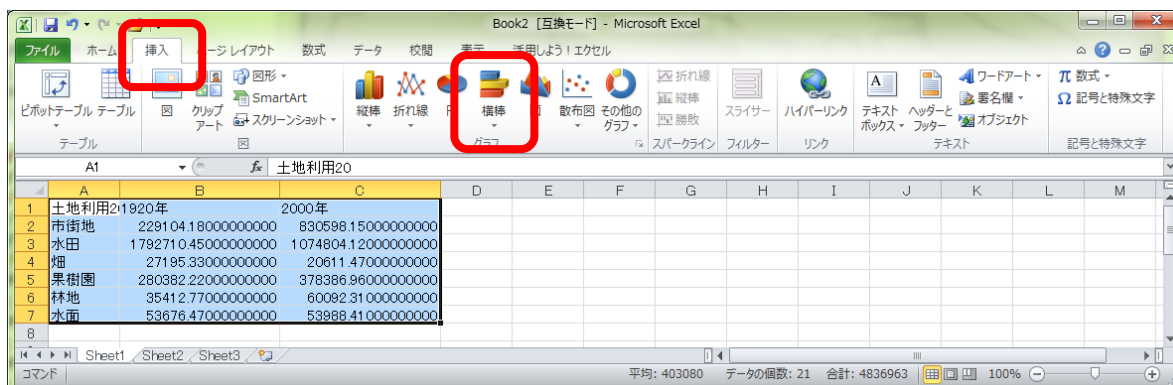 Book2 [互換モード] - Microsoft Excel
ファイル ホーム 挿入 ページレイアウト 数式 データ 校閲 表示 活用しよう!エクセル
ピボットテーブル テーブル 図 クリップアート 図形 SmartArt スクリーンショット 縦棒 折れ線 横棒 散布図 その他のグラフ 折れ線 縦棒 勝敗 スライサー ハイパーリンク テキストボックス ヘッダーとフッター ワードアート 署名欄 オブジェクト π 数式 Ω 記号と特殊文字
テーブル 図 グラフ スパークライン フィルター リンク テキスト 記号と特殊文字
A1 fx 土地利用20
A B C D E F G H I J K L M
1 土地利用2 1920年 2000年
2 市街地 229104.18000000000 830598.15000000000
3 水田 1792710.45000000000 1074804.12000000000
4 畑 27195.33000000000 20611.47000000000
5 果樹園 280382.22000000000 378386.96000000000
6 林地 35412.77000000000 60092.31000000000
7 水面 53676.47000000000 53988.41000000000
8
Sheet1 Sheet2 Sheet3
コマンド 平均: 403080 データの個数: 21 合計: 4836963 100%